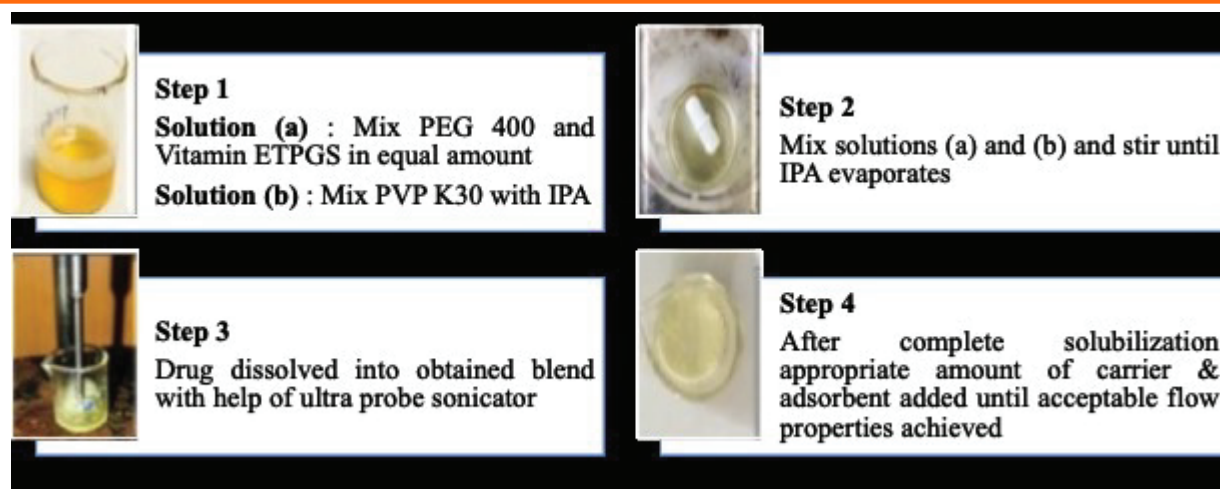 Step 1
Solution (a) : Mix PEG 400 and
Vitamin ETPGS in equal amount
Solution (b) : Mix PVP K30 with IPA
Step 2
Mix solutions (a) and (b) and stir until
IPA evaporates
Step 3
Drug dissolved into obtained blend
with help of ultra probe sonicator
Step 4
After complete solubilization
appropriate amount of carrier &
adsorbent added until acceptable flow
properties achieved